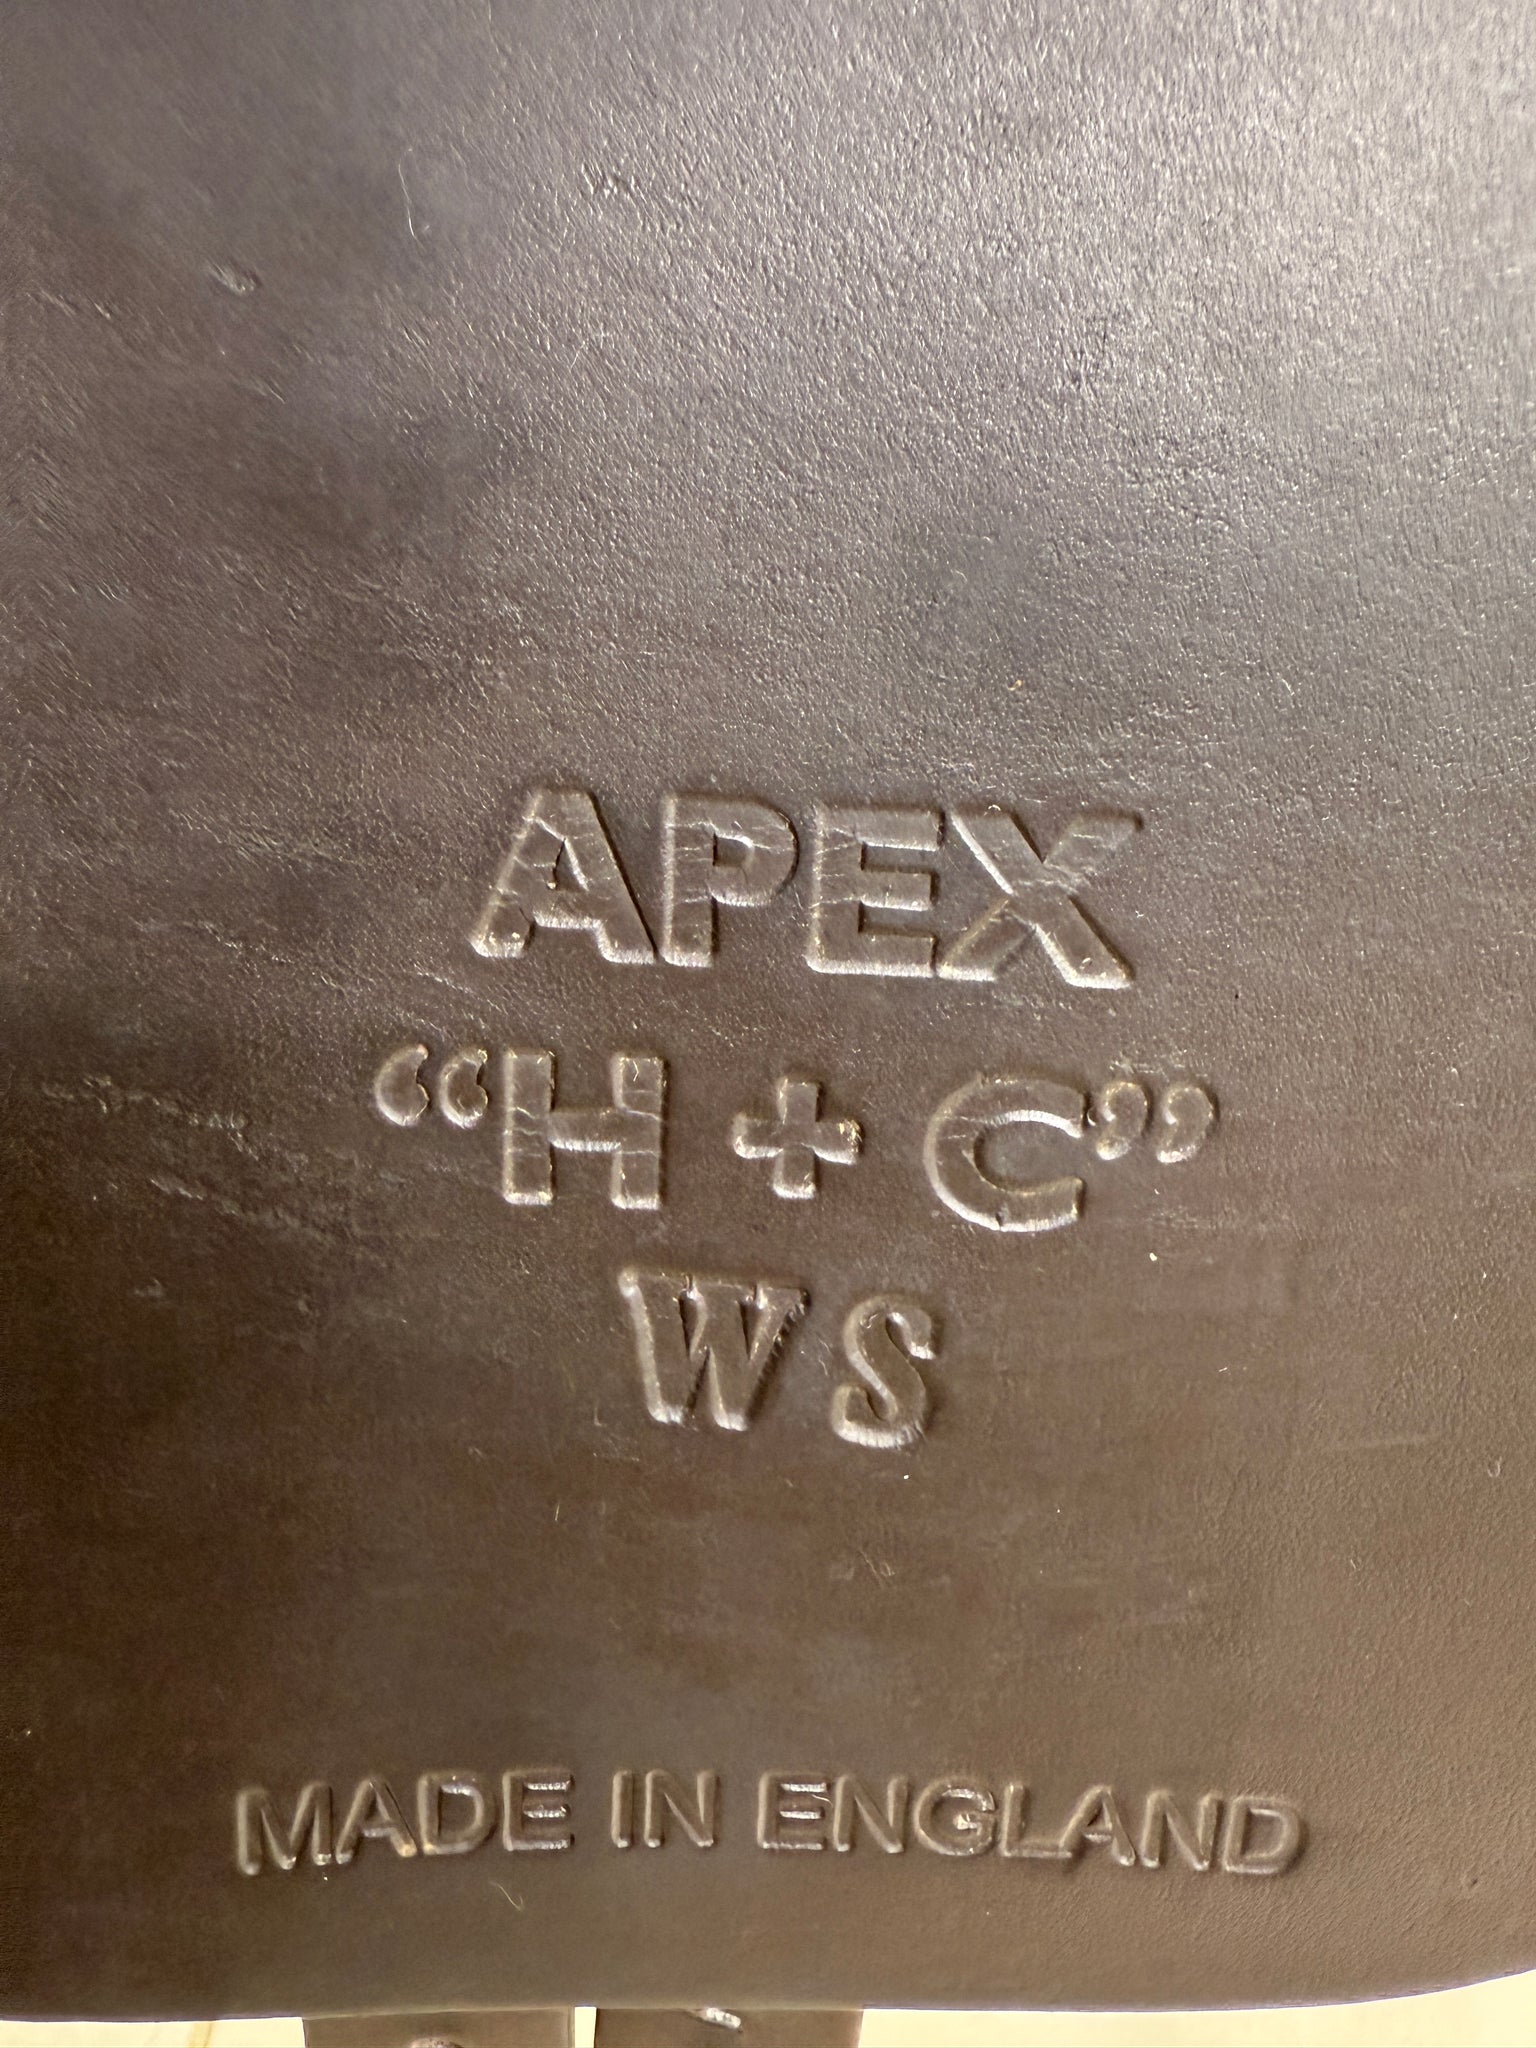 APEX
“H + C”
WS
MADE IN ENGLAND